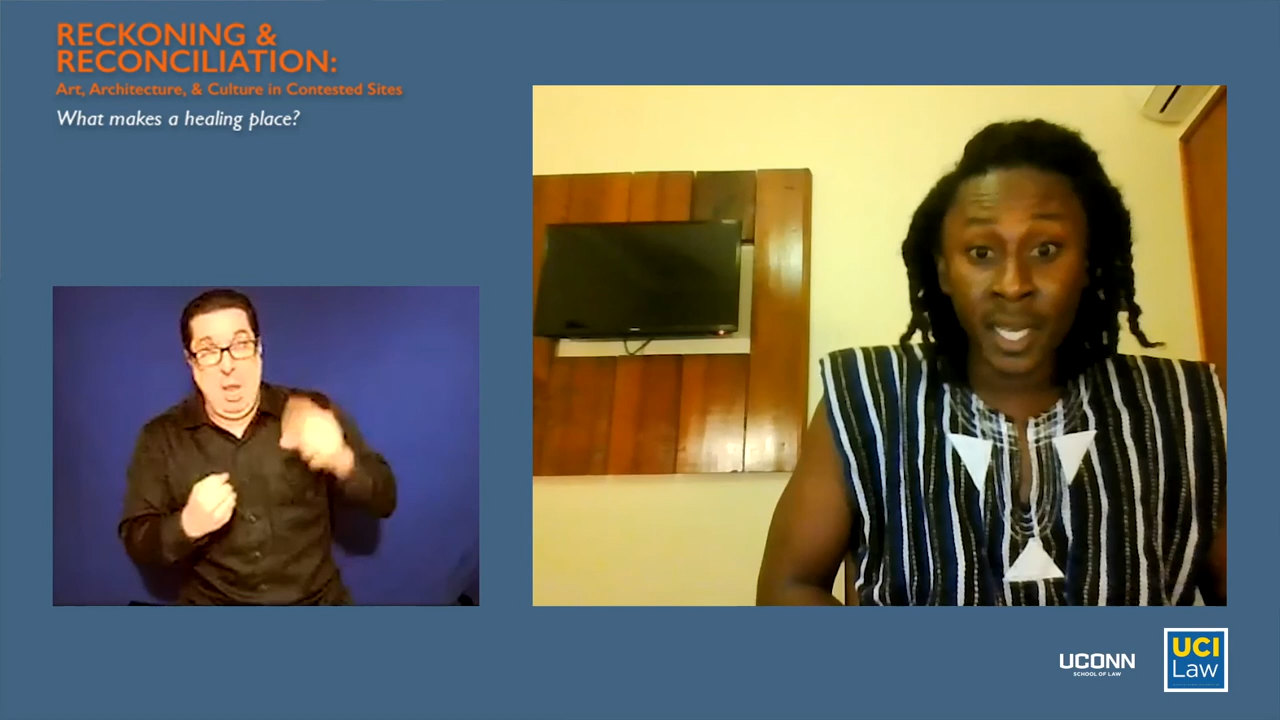 RECKONING &
RECONCILIATION:
Art, Architecture, & Culture in Contested Sites
What makes a healing place?
UCONN
SCHOOL OF LAW
UCI
Law